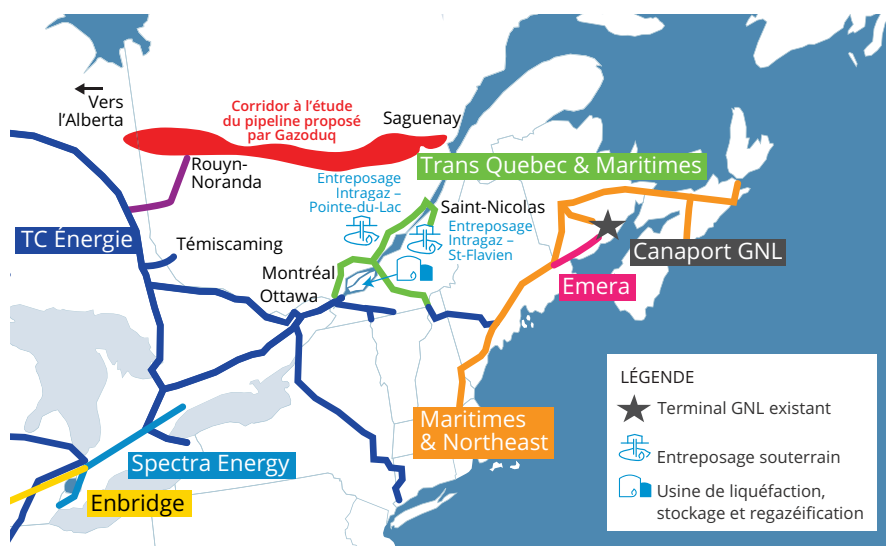 Vers
l'Alberta
Corridor à l'étude
du pipeline proposé
par Gazoduq
Saguenay
Rouyn-
Noranda
Trans Quebec & Maritimes
Entreposage
Intragaz –
Pointe-du-Lac
Saint-Nicolas
Entreposage
Intragaz –
St-Flavien
TC Énergie
Témiscaming
Canaport GNL
Montréal
Ottawa
Emera
Maritimes
& Northeast
Spectra Energy
Enbridge
LÉGENDE
Terminal GNL existant
Entreposage souterrain
Usine de liquéfaction,
stockage et regazéification